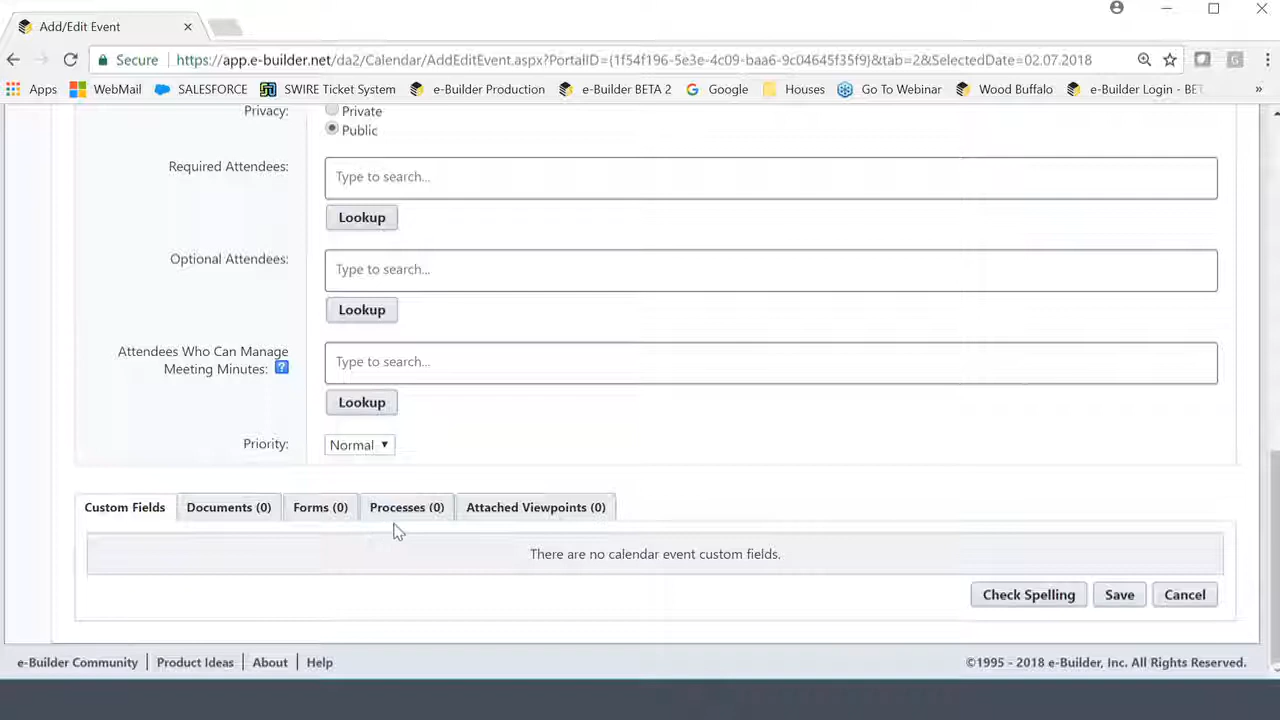 Add/Edit Event
Secure https://app.e-builder.net/da2/Calendar/AddEditEvent.aspx?PortalID={1f54f196-5e3e-4c09-baa6-9c04645f35f9}&tab=2&SelectedDate=02.07.2018
Apps WebMail SALESFORCE SWIRE Ticket System e-Builder Production e-Builder BETA 2 Google Houses Go To Webinar Wood Buffalo e-Builder Login - BET »
Privacy: Private
Public
Required Attendees: Type to search...
Lookup
Optional Attendees: Type to search...
Lookup
Attendees Who Can Manage
Meeting Minutes: ? Type to search...
Lookup
Priority: Normal
Custom Fields Documents (0) Forms (0) Processes (0) Attached Viewpoints (0)
There are no calendar event custom fields.
Check Spelling Save Cancel
e-Builder Community | Product Ideas | About | Help ©1995 - 2018 e-Builder, Inc. All Rights Reserved.